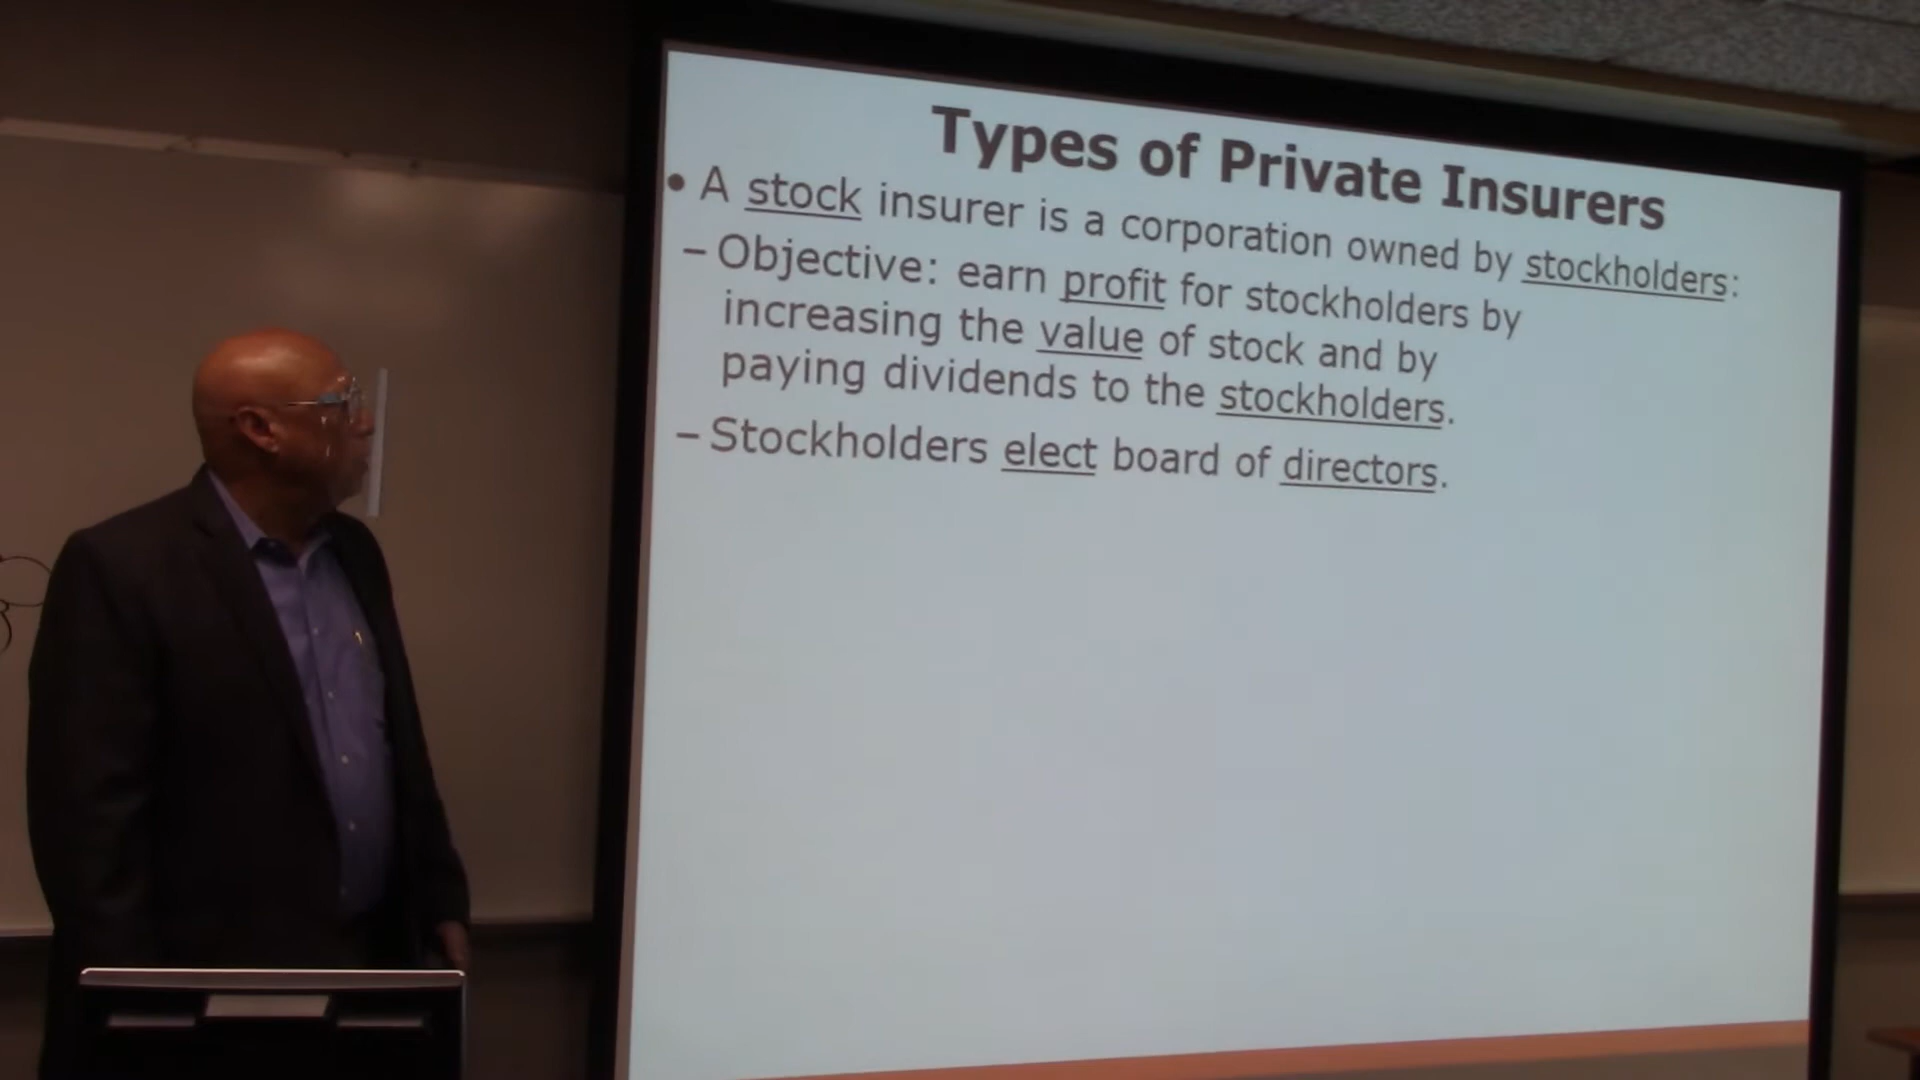 Types of Private Insurers
• A stock insurer is a corporation owned by stockholders:
– Objective: earn profit for stockholders by
increasing the value of stock and by
paying dividends to the stockholders.
– Stockholders elect board of directors.